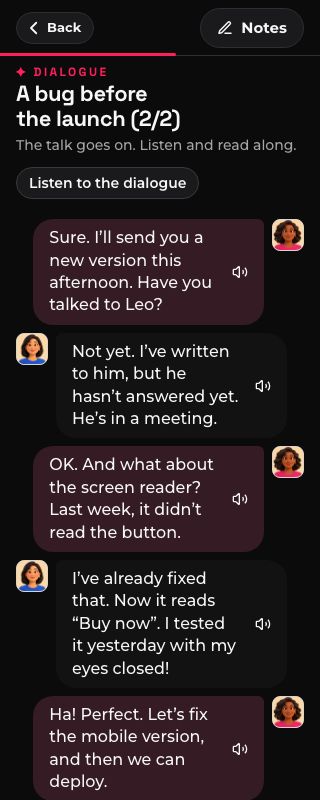 Back
Notes
DIALOGUE
A bug before
the launch (2/2)
The talk goes on. Listen and read along.
Listen to the dialogue
Sure. I’ll send you a
new version this
afternoon. Have you
talked to Leo?
Not yet. I’ve written
to him, but he
hasn’t answered yet.
He’s in a meeting.
OK. And what about
the screen reader?
Last week, it didn’t
read the button.
I’ve already fixed
that. Now it reads
“Buy now”. I tested
it yesterday with my
eyes closed!
Ha! Perfect. Let’s fix
the mobile version,
and then we can
deploy.